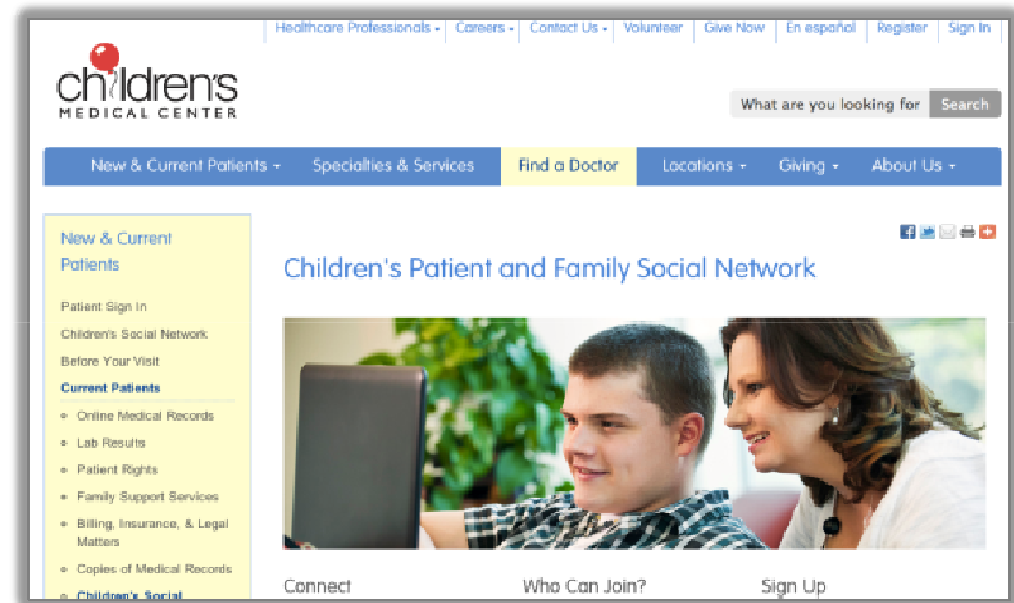 Healthcare Professionals Careers Contact Us Volunteer Give Now En español Register Sign In
children's
MEDICAL CENTER
What are you looking for Search
New & Current Patients Specialties & Services Find a Doctor Locations Giving About Us
New & Current
Patients
Children's Patient and Family Social Network
Patient Sign In
Children's Social Network
Before Your Visit
Current Patients
Online Medical Records
Lab Results
Patient Rights
Family Support Services
Billing, Insurance, & Legal
Matters
Copies of Medical Records
Children's Social
Connect Who Can Join? Sign Up